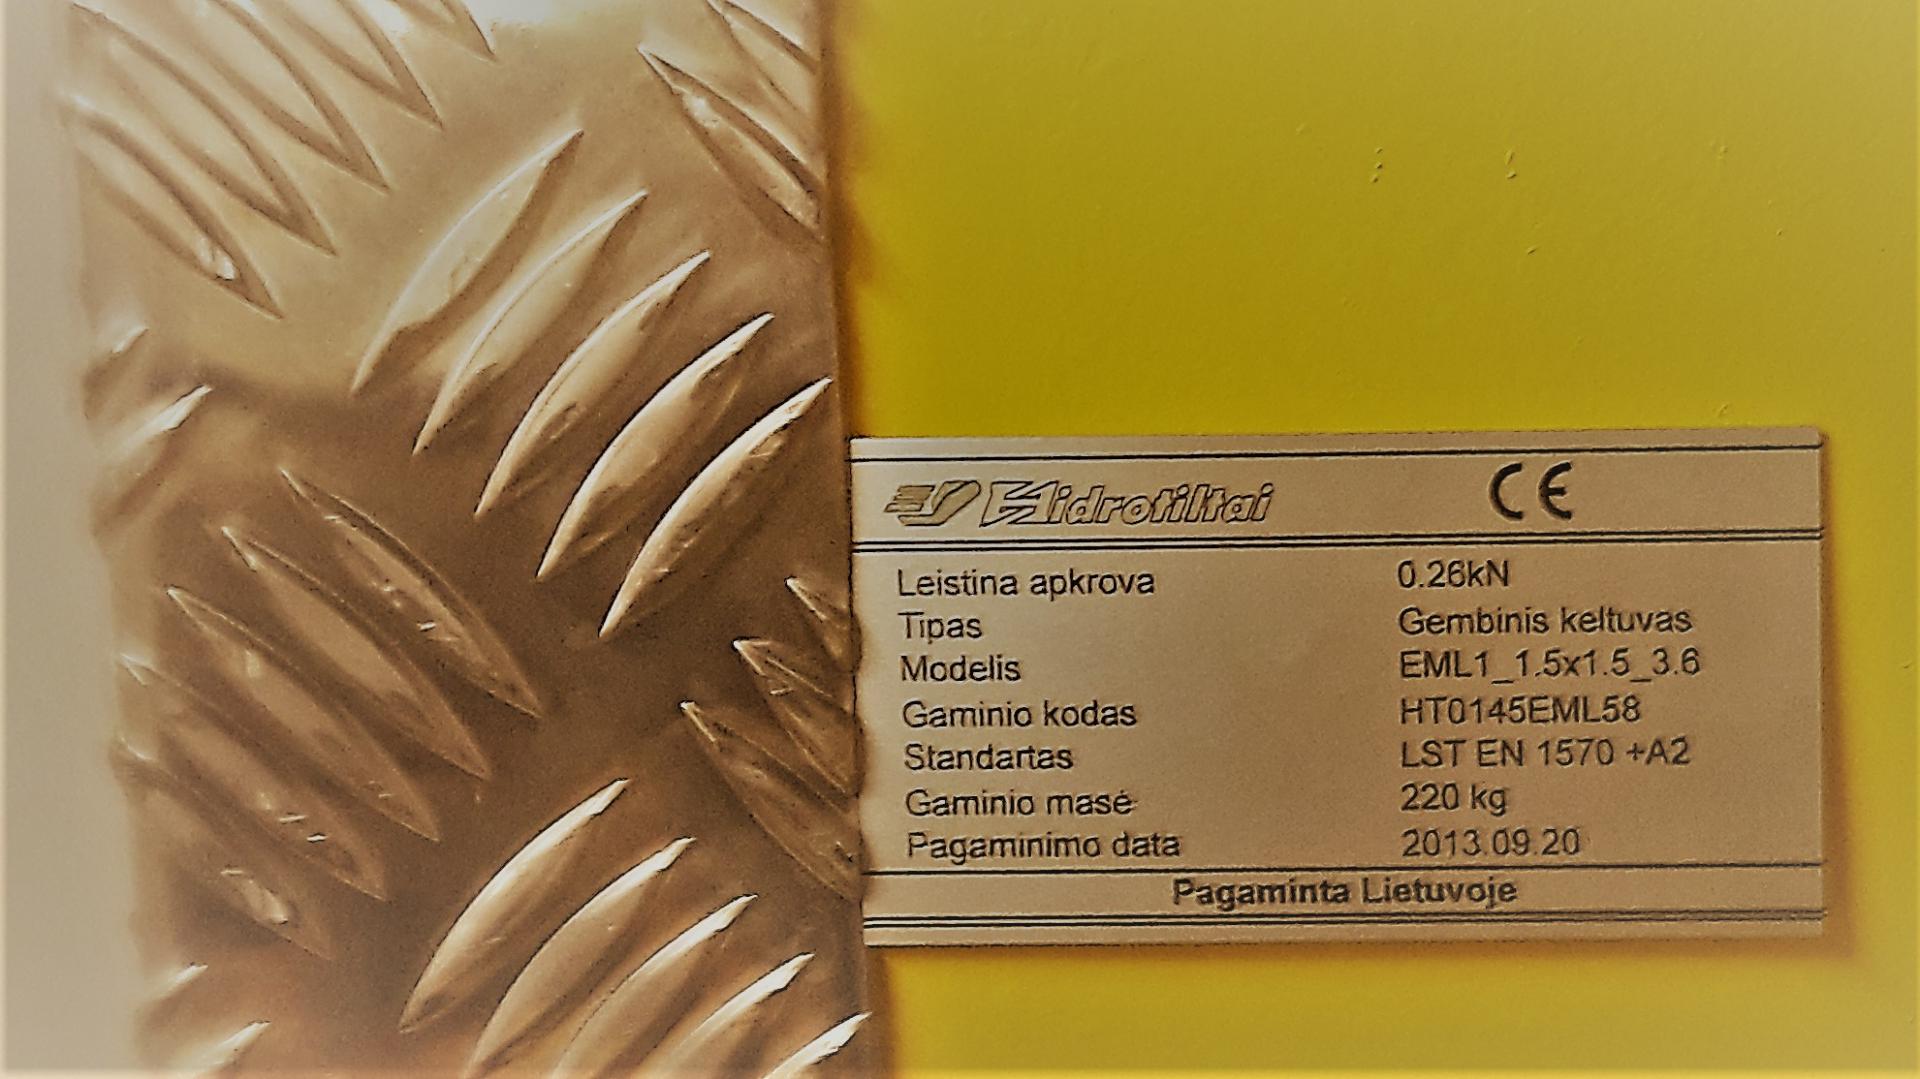 Hidrotiltai CE
Leistina apkrova 0.26kN
Tipas Gembinis keltuvas
Modelis EML1_1.5x1.5_3.6
Gaminio kodas HT0145EML58
Standartas LST EN 1570 +A2
Gaminio masė 220 kg
Pagaminimo data 2013.09.20
Pagaminta Lietuvoje